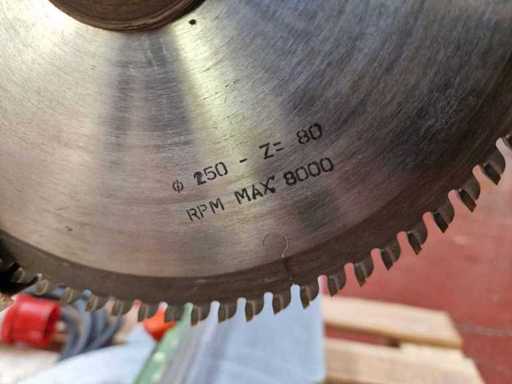 ϕ 250 - Z= 80
RPM MAX. 8000